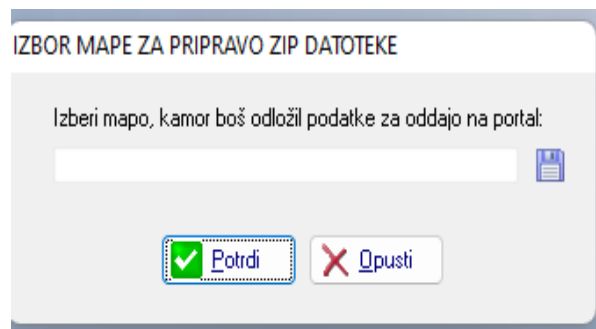 IZBOR MAPE ZA PRIPRAVO ZIP DATOTEKE
Izberi mapo, kamor boš odložil podatke za oddajo na portal:
Potrdi
Opusti